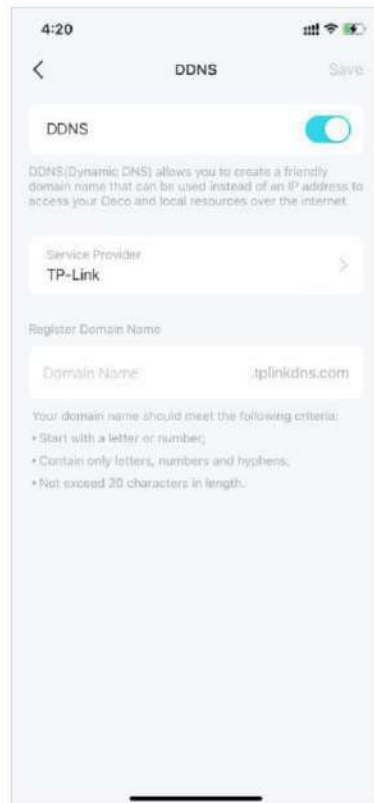 4:20
DDNS Save
DDNS
DDNS(Dynamic DNS) allows you to create a friendly
domain name that can be used instead of an IP address to
access your Deco and local resources over the internet.
Service Provider
TP-Link
Register Domain Name
Domain Name .tplinkdns.com
Your domain name should meet the following criteria:
• Start with a letter or number;
• Contain only letters, numbers and hyphens;
• Not exceed 20 characters in length.